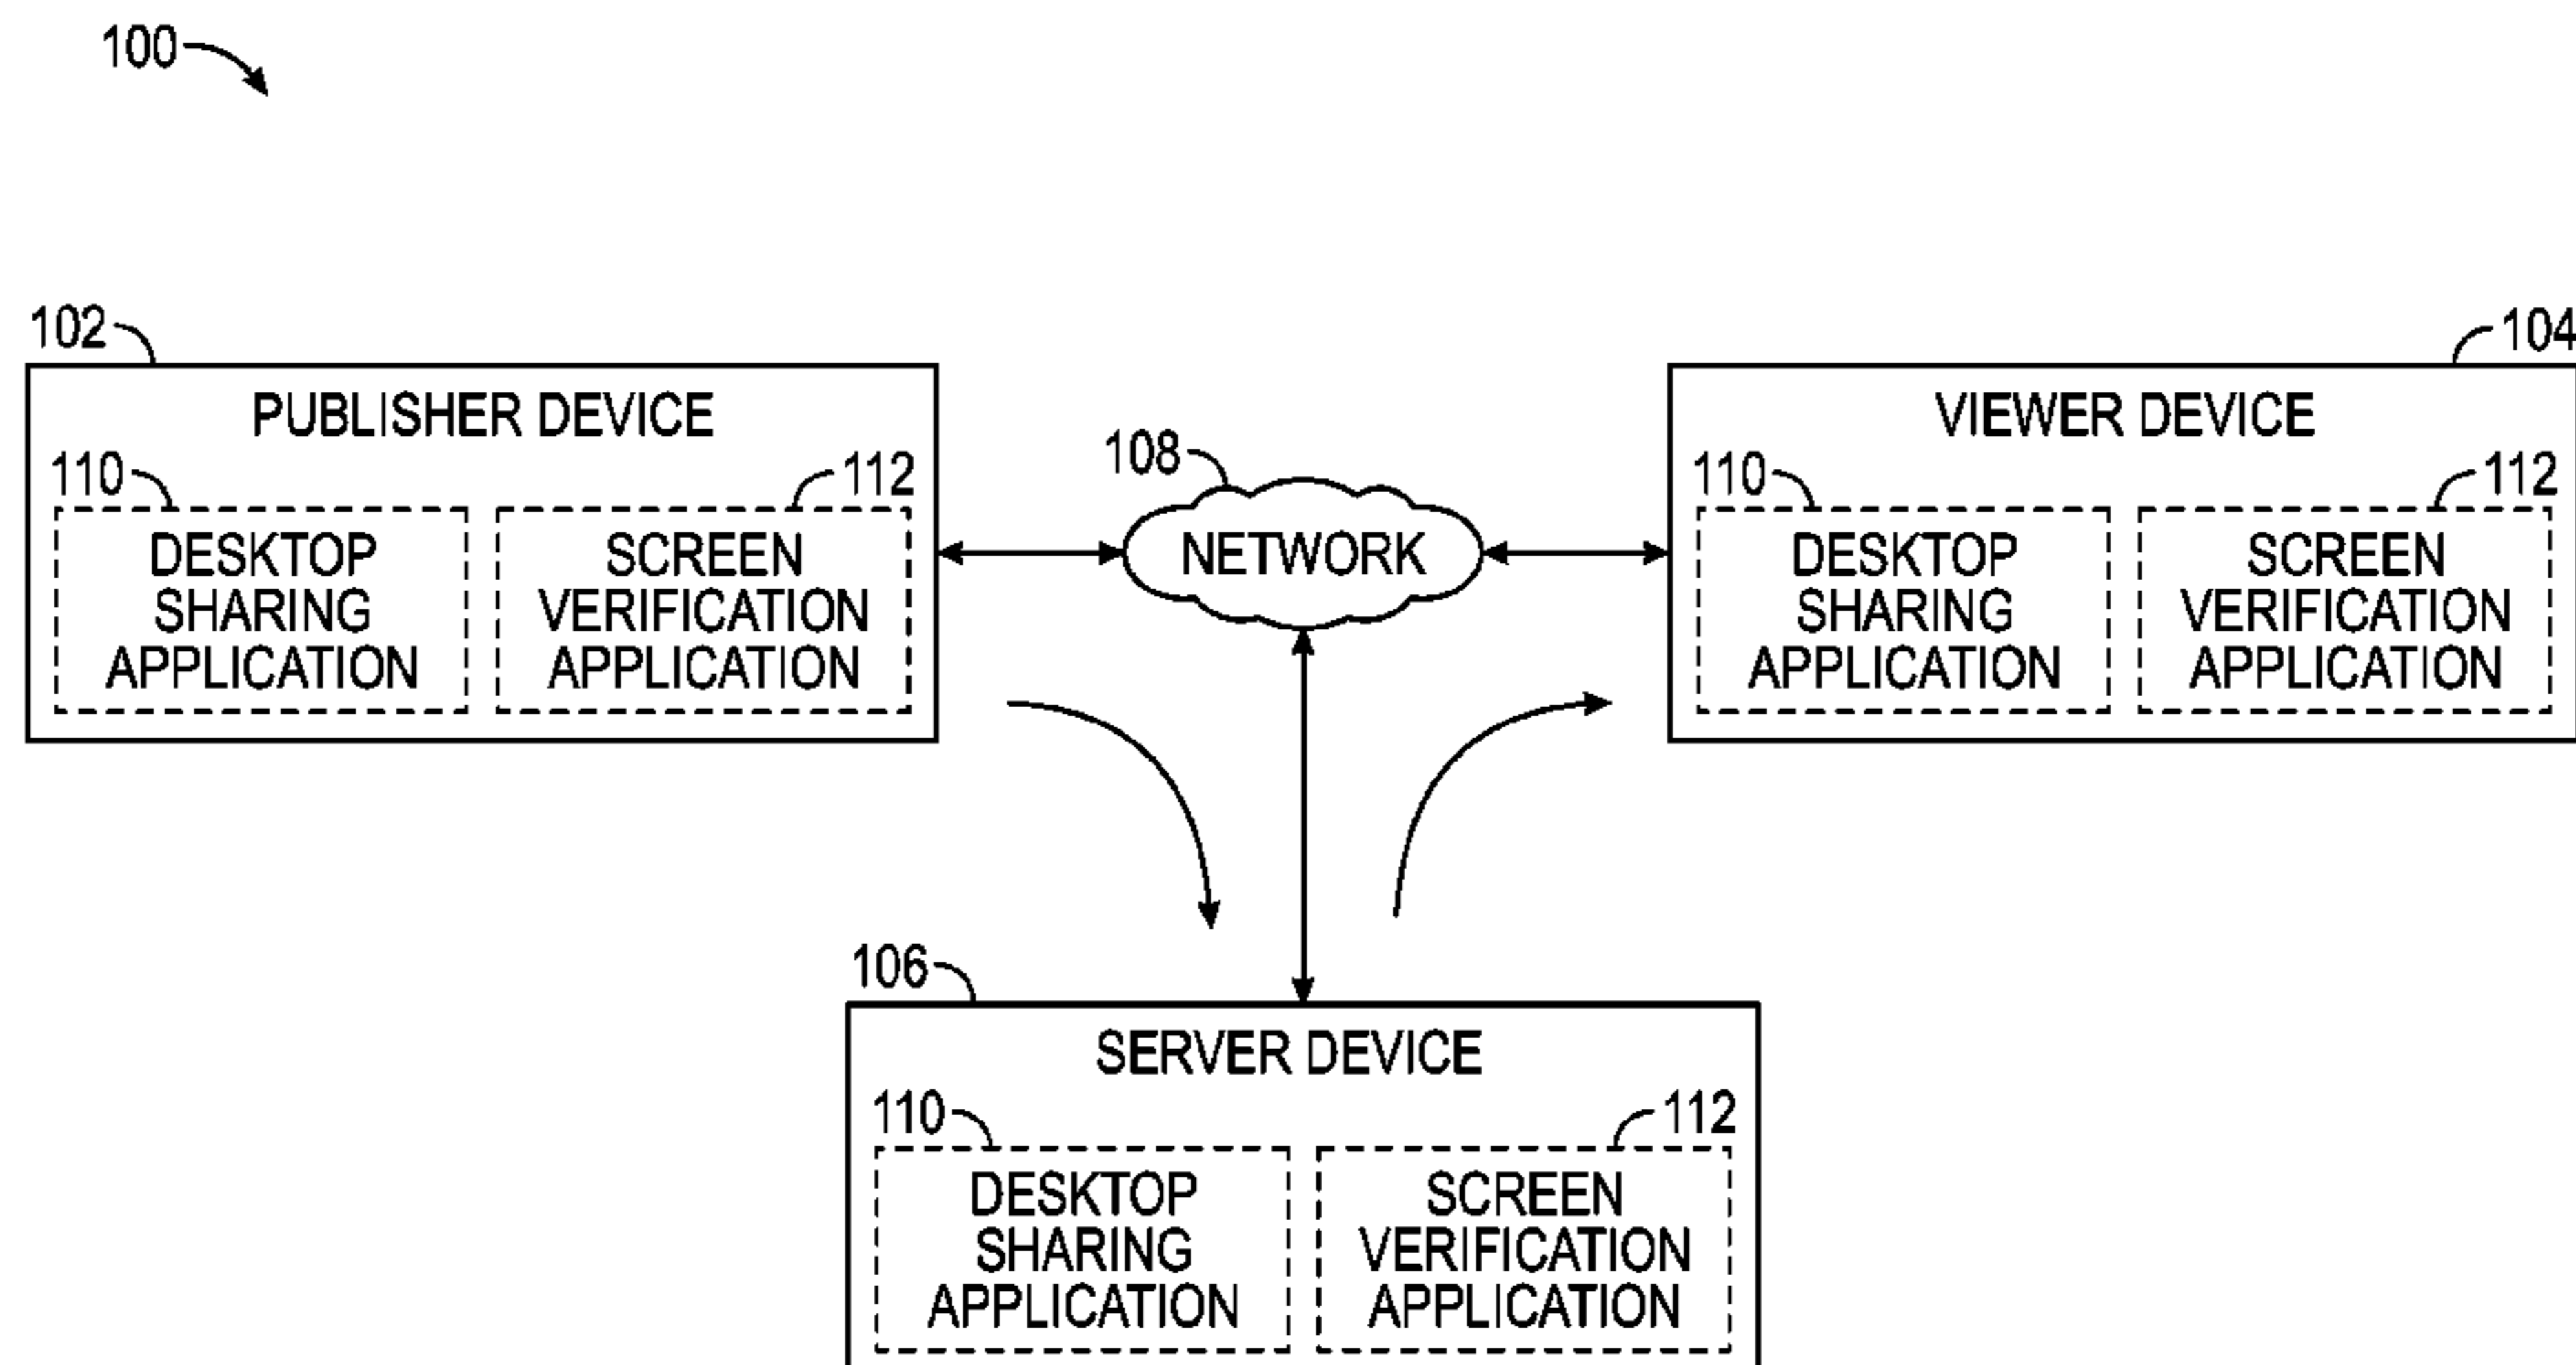 100
102
PUBLISHER DEVICE
110
DESKTOP
SHARING
APPLICATION
112
SCREEN
VERIFICATION
APPLICATION
108
NETWORK
104
VIEWER DEVICE
110
DESKTOP
SHARING
APPLICATION
112
SCREEN
VERIFICATION
APPLICATION
106
SERVER DEVICE
110
DESKTOP
SHARING
APPLICATION
112
SCREEN
VERIFICATION
APPLICATION